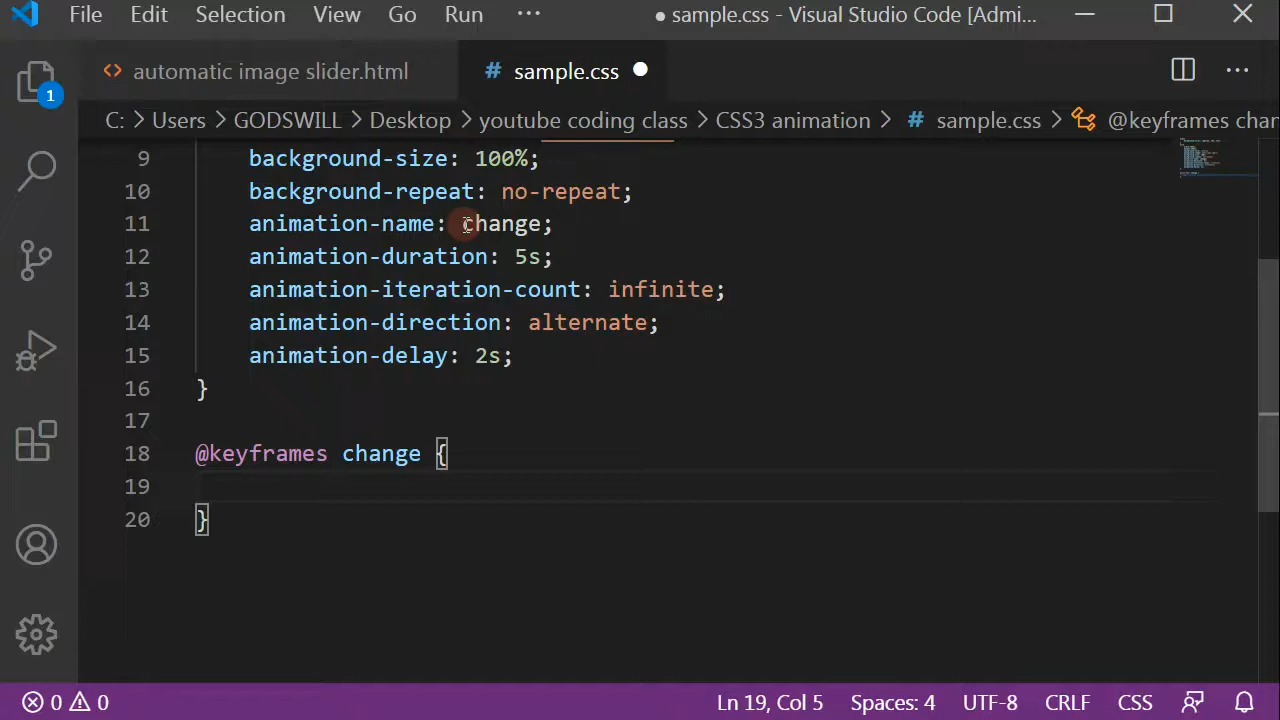 File Edit Selection View Go Run ··· ● sample.css - Visual Studio Code [Admi...
automatic image slider.html # sample.css
1
C: > Users > GODSWILL > Desktop > youtube coding class > CSS3 animation > # sample.css > @keyframes chan
9 background-size: 100%;
10 background-repeat: no-repeat;
11 animation-name: change;
12 animation-duration: 5s;
13 animation-iteration-count: infinite;
14 animation-direction: alternate;
15 animation-delay: 2s;
16 }
17
18 @keyframes change {
19
20 }
0 0 Ln 19, Col 5 Spaces: 4 UTF-8 CRLF CSS